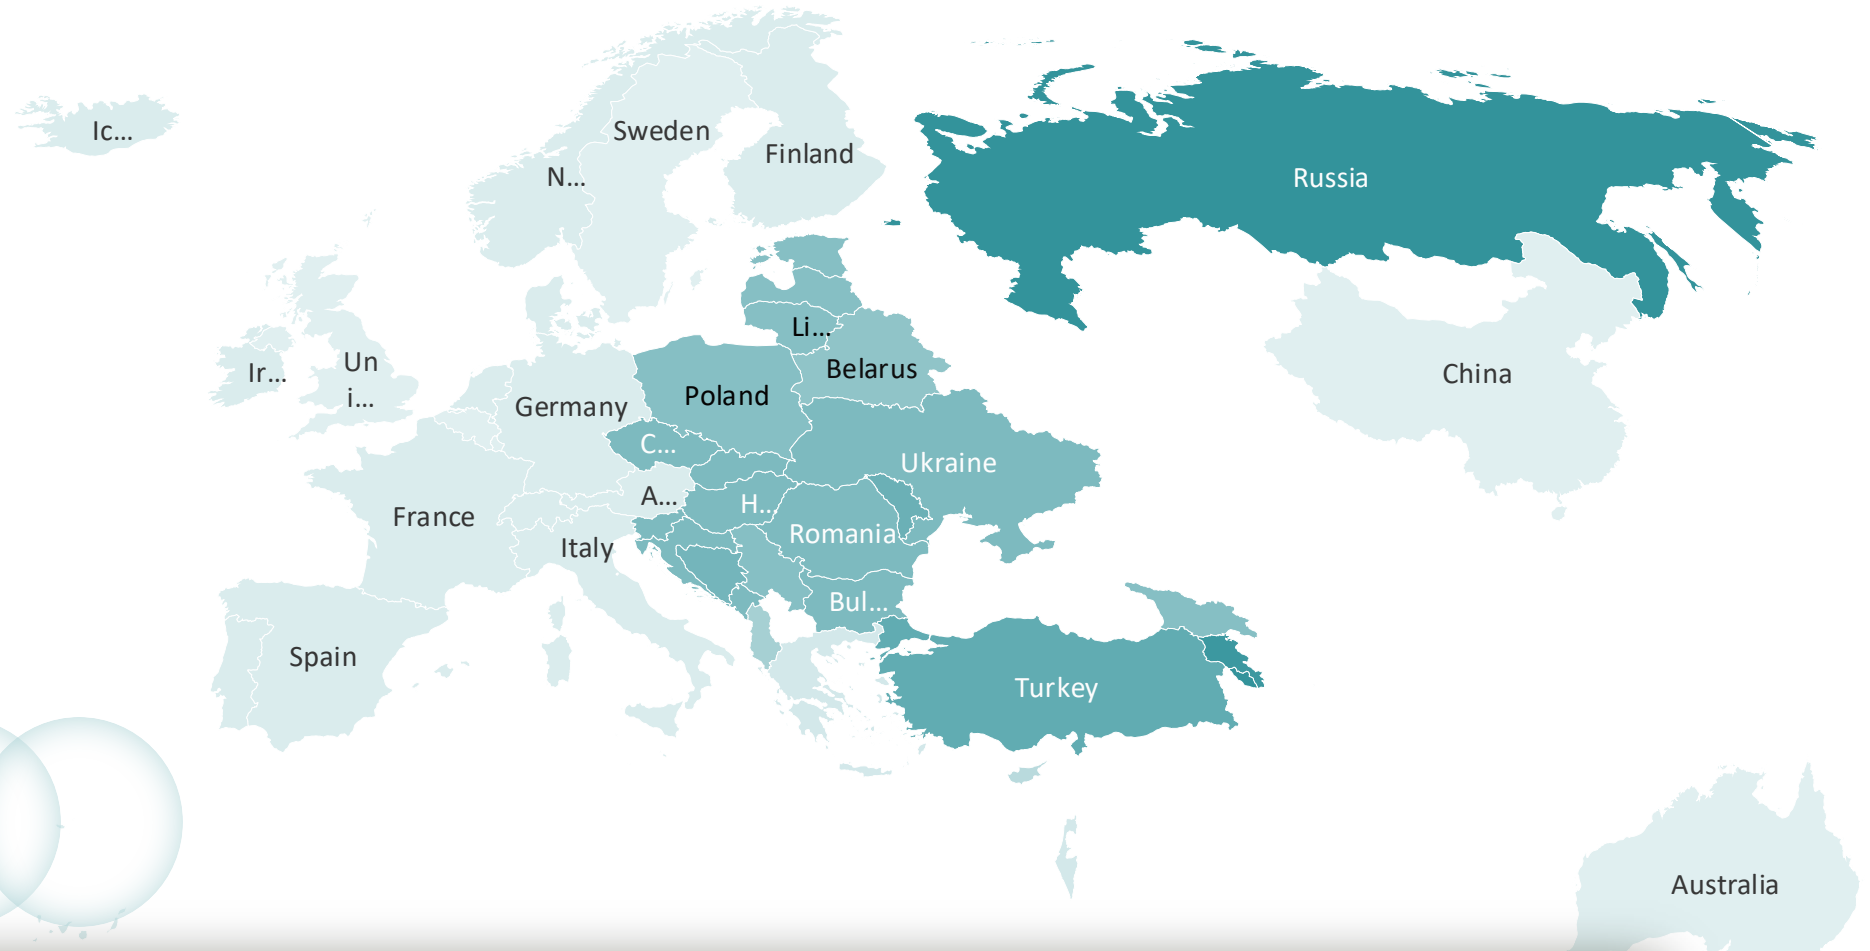 Ic...
Sweden
Finland
N...
Russia
Li...
Un
i...
Ir...
Belarus
China
Poland
Germany
C...
Ukraine
A...
H...
France
Romania
Italy
Bul...
Spain
Turkey
Australia